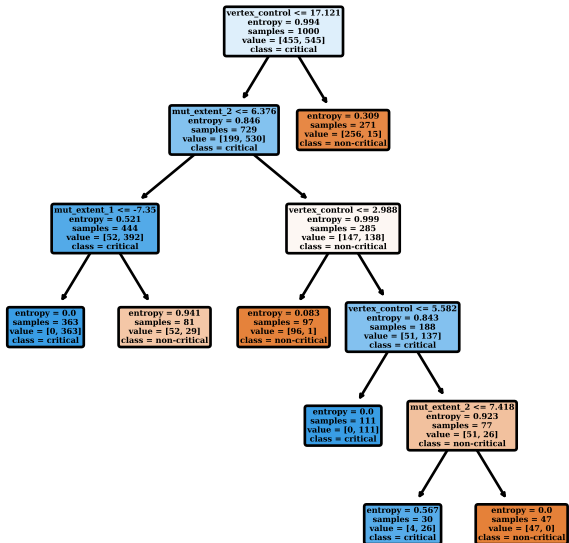 vertex_control <= 17.121
entropy = 0.994
samples = 1000
value = [455, 545]
class = critical
mut_extent_2 <= 6.376
entropy = 0.846
samples = 729
value = [199, 530]
class = critical
entropy = 0.309
samples = 271
value = [256, 15]
class = non-critical
mut_extent_1 <= -7.35
entropy = 0.521
samples = 444
value = [52, 392]
class = critical
vertex_control <= 2.988
entropy = 0.999
samples = 285
value = [147, 138]
class = non-critical
entropy = 0.0
samples = 363
value = [0, 363]
class = critical
entropy = 0.941
samples = 81
value = [52, 29]
class = non-critical
entropy = 0.083
samples = 97
value = [96, 1]
class = non-critical
vertex_control <= 5.582
entropy = 0.843
samples = 188
value = [51, 137]
class = critical
entropy = 0.0
samples = 111
value = [0, 111]
class = critical
mut_extent_2 <= 7.418
entropy = 0.923
samples = 77
value = [51, 26]
class = non-critical
entropy = 0.567
samples = 30
value = [4, 26]
class = critical
entropy = 0.0
samples = 47
value = [47, 0]
class = non-critical